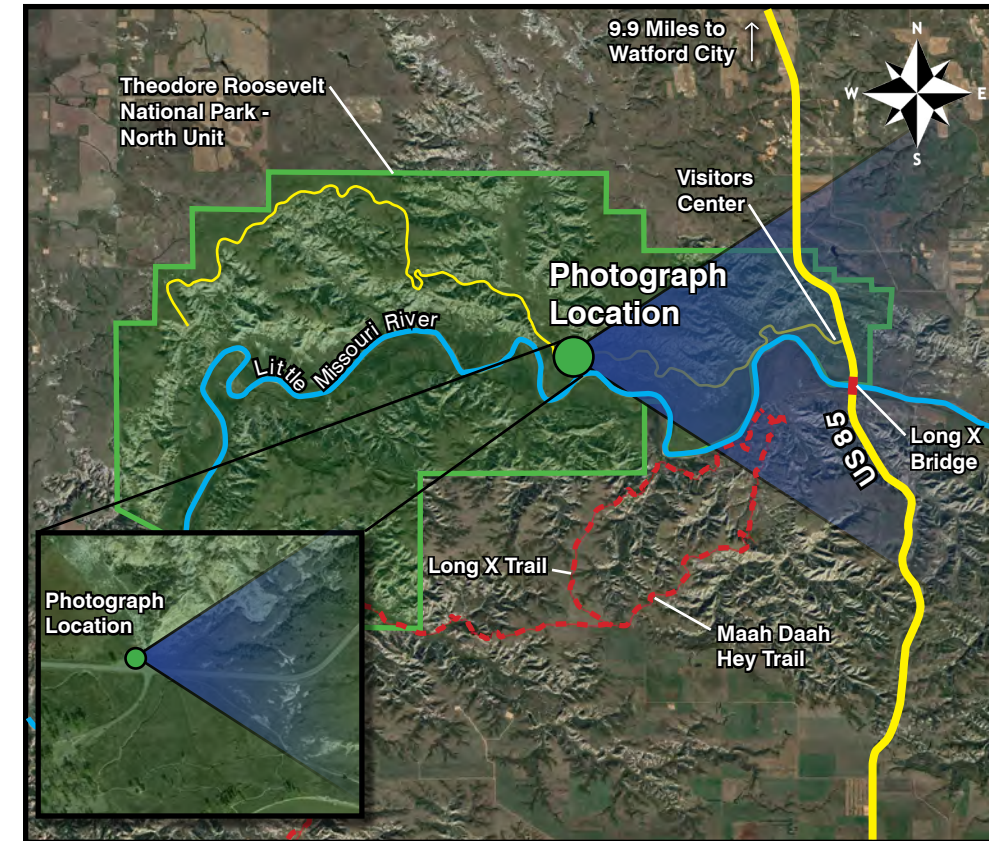 9.9 Miles to
Watford City
N
W
E
S
Theodore Roosevelt
National Park -
North Unit
Visitors
Center
Photograph
Location
Little Missouri River
US 85
Long X
Bridge
Long X Trail
Photograph
Location
Maah Daah
Hey Trail